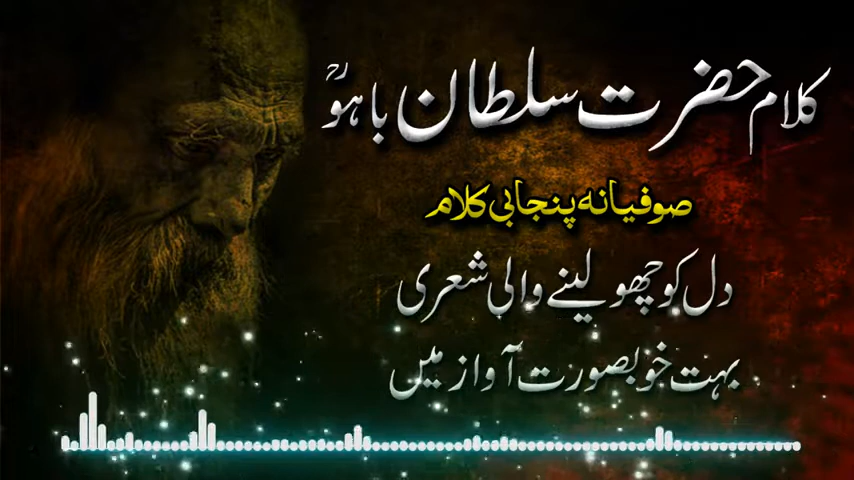 کلام حضرت سلطان باہوؒ
صوفیانہ پنجابی کلام
دل کو چھو لینے والی شعری
بہت خوبصورت آواز میں